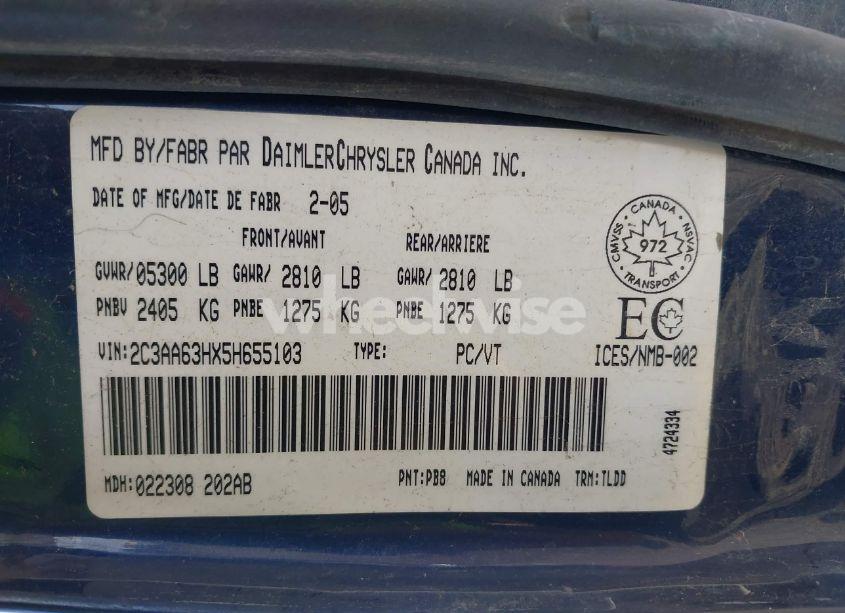 MFD BY/FABR PAR DAIMLERCHRYSLER CANADA INC.
DATE OF MFG/DATE DE FABR 2-05
FRONT/AVANT REAR/ARRIERE
GVWR/05300 LB GAWR/ 2810 LB GAWR/ 2810 LB
PNBV 2405 KG PNBE 1275 KG PNBE 1275 KG
VIN:2C3AA63HX5H655103 TYPE: PC/VT ICES/NMB-002
MDH:022308 202AB PNT:PB8 MADE IN CANADA TRM:TLDD
CANADA
CMVSS 972 NSVAC
TRANSPORT
EC
4724334
wheelwise